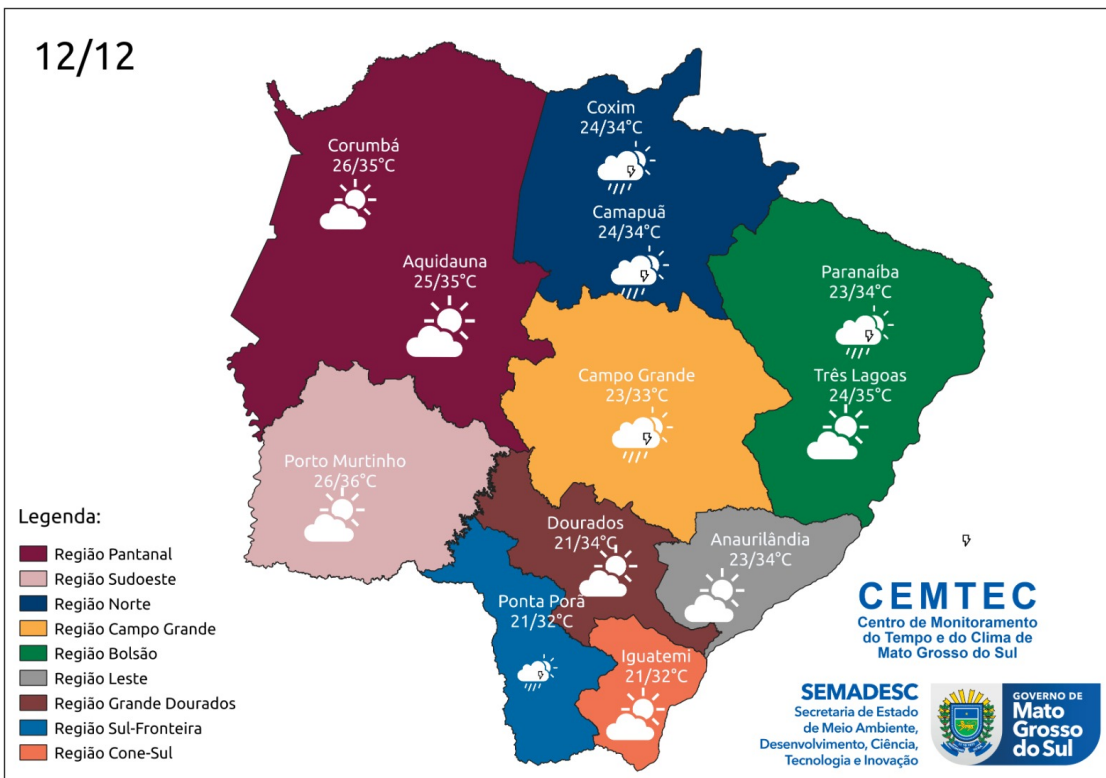 12/12
Coxim
24/34°C
Corumbá
26/35°C
Camapuã
24/34°C
Aquidauna
25/35°C
Paranaíba
23/34°C
Campo Grande
23/33°C
Três Lagoas
24/35°C
Porto Murtinho
26/36°C
Dourados
21/34°C
Anaurilândia
23/34°C
Ponta Porã
21/32°C
Iguatemi
21/32°C
Legenda:
Região Pantanal
Região Sudoeste
Região Norte
Região Campo Grande
Região Bolsão
Região Leste
Região Grande Dourados
Região Sul-Fronteira
Região Cone-Sul
CEMTEC
Centro de Monitoramento
do Tempo e do Clima de
Mato Grosso do Sul
SEMADESC
Secretaria de Estado
de Meio Ambiente,
Desenvolvimento, Ciência,
Tecnologia e Inovação
GOVERNO DE
Mato
Grosso
do Sul